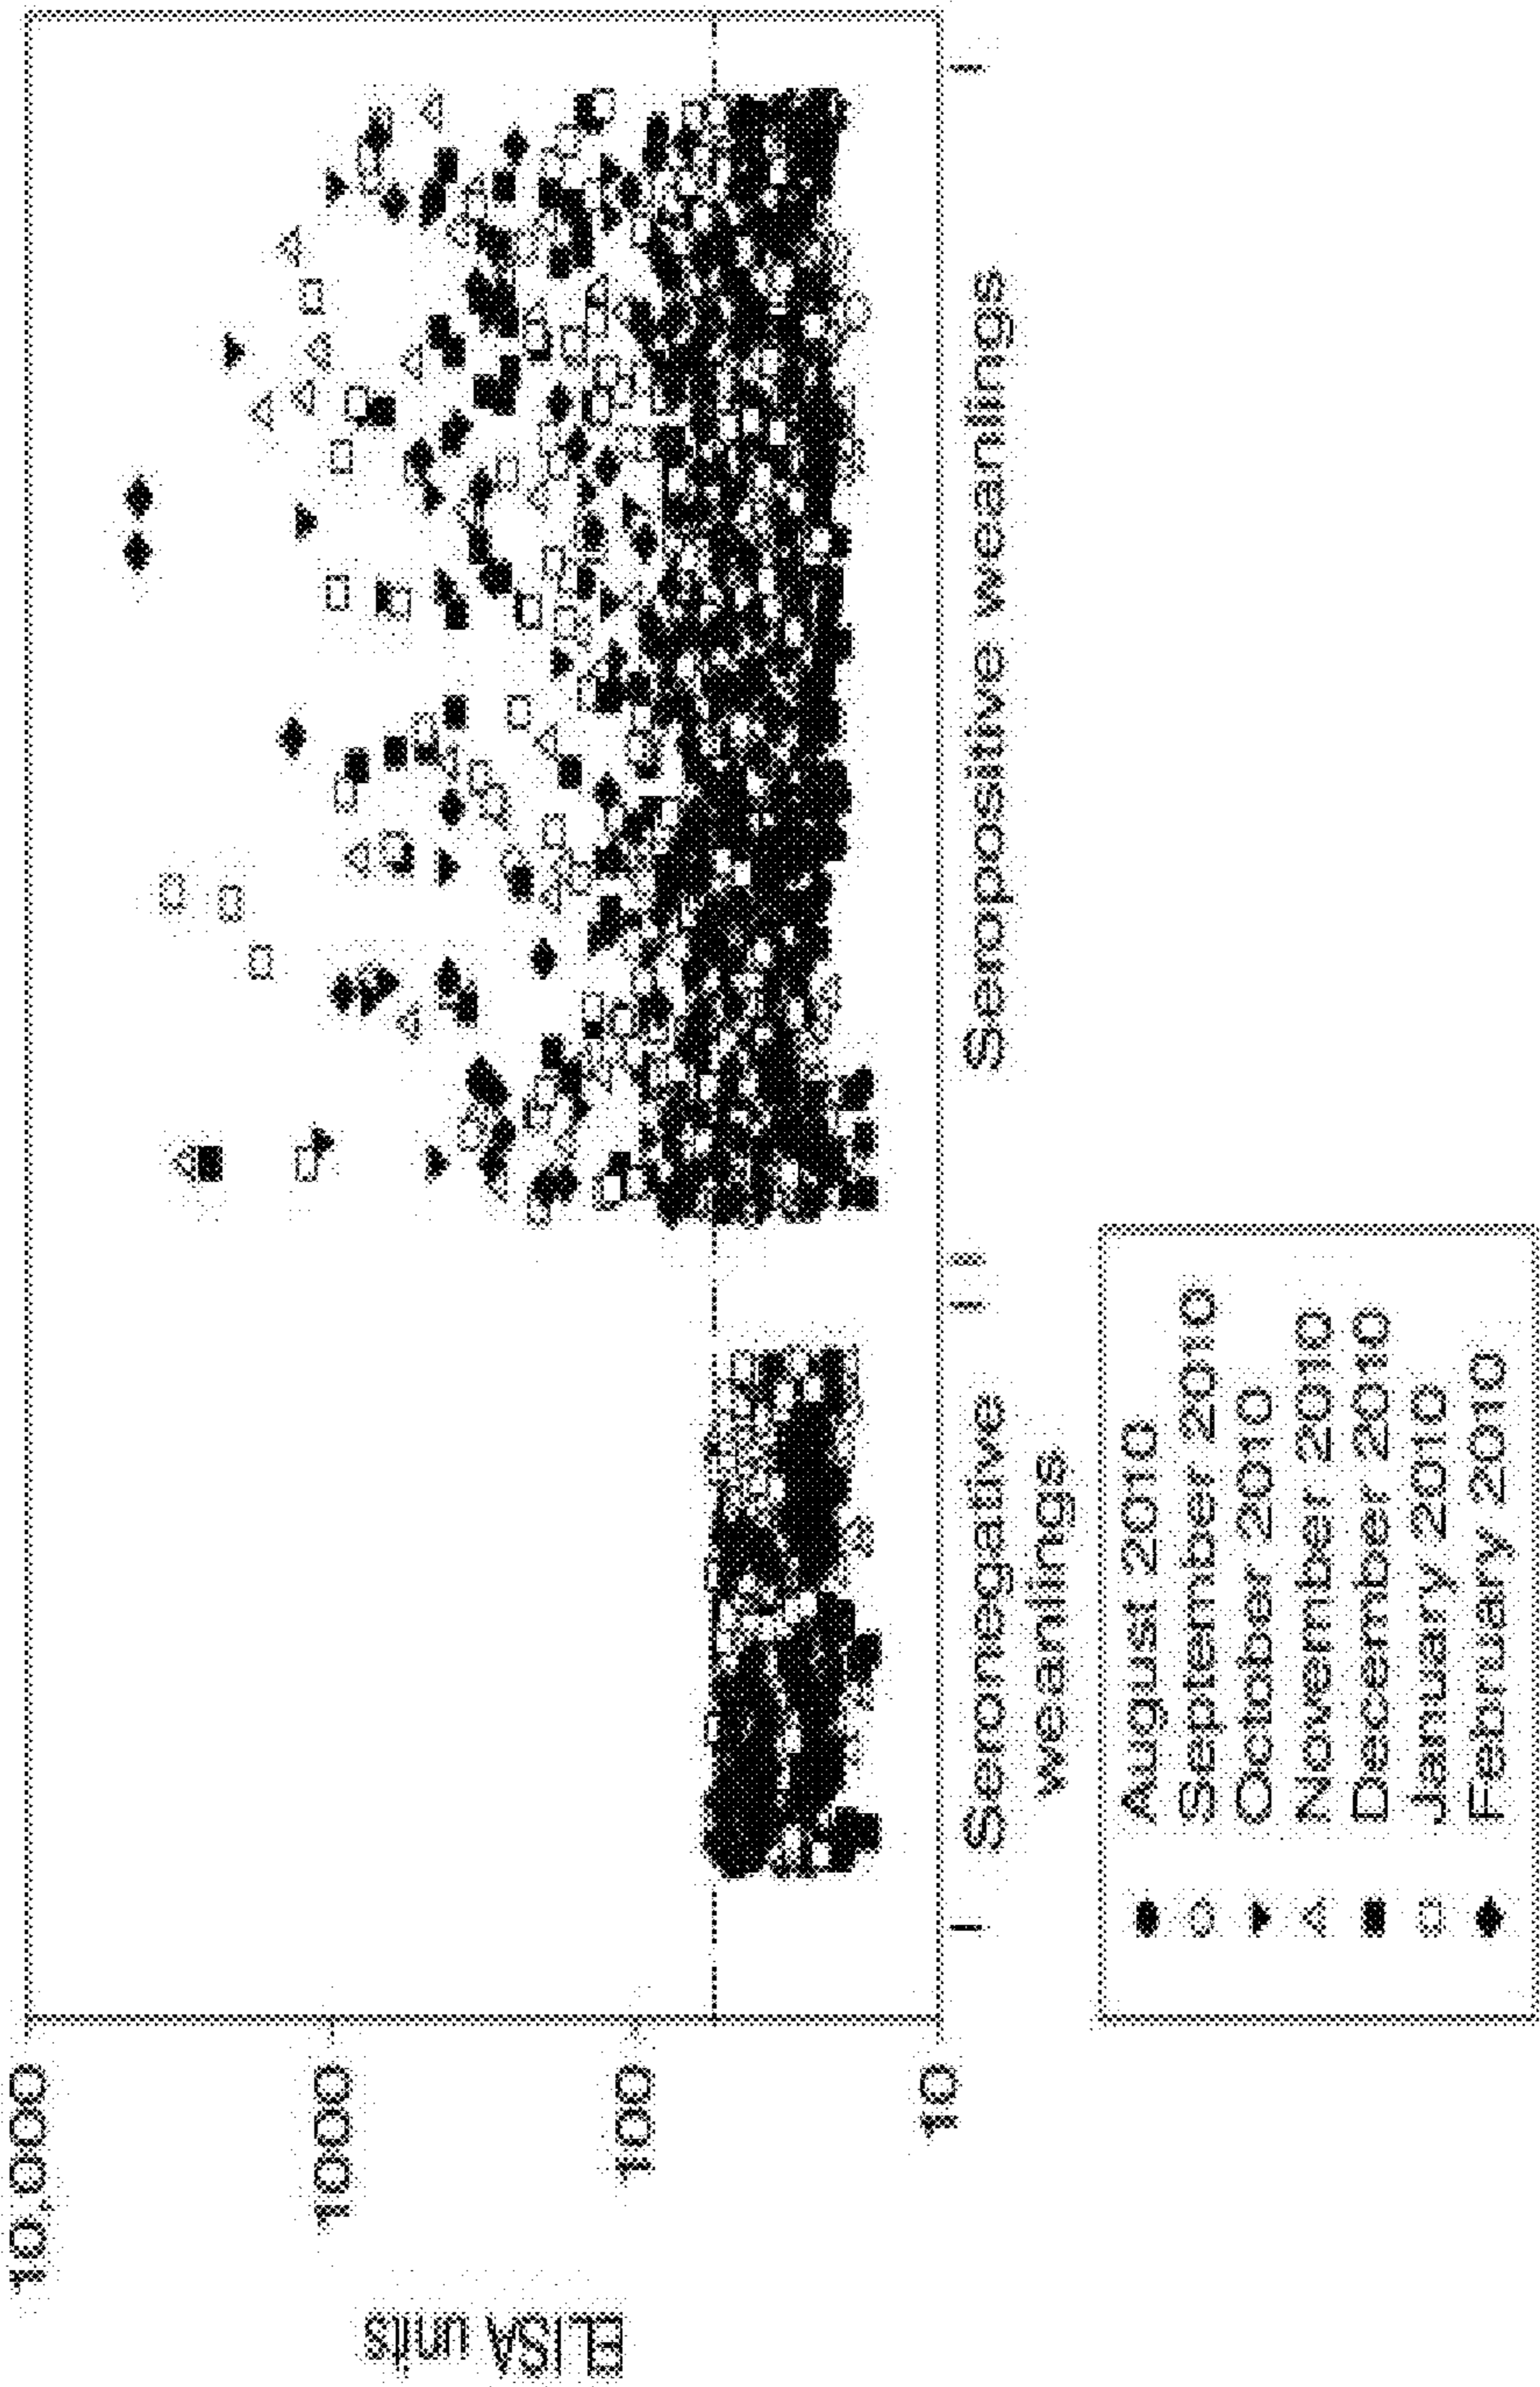 10,000
1000
100
10
ELISA units
Seronegative
weanlings
Seropositive weanlings
August 2010
September 2010
October 2010
November 2010
December 2010
January 2010
February 2010